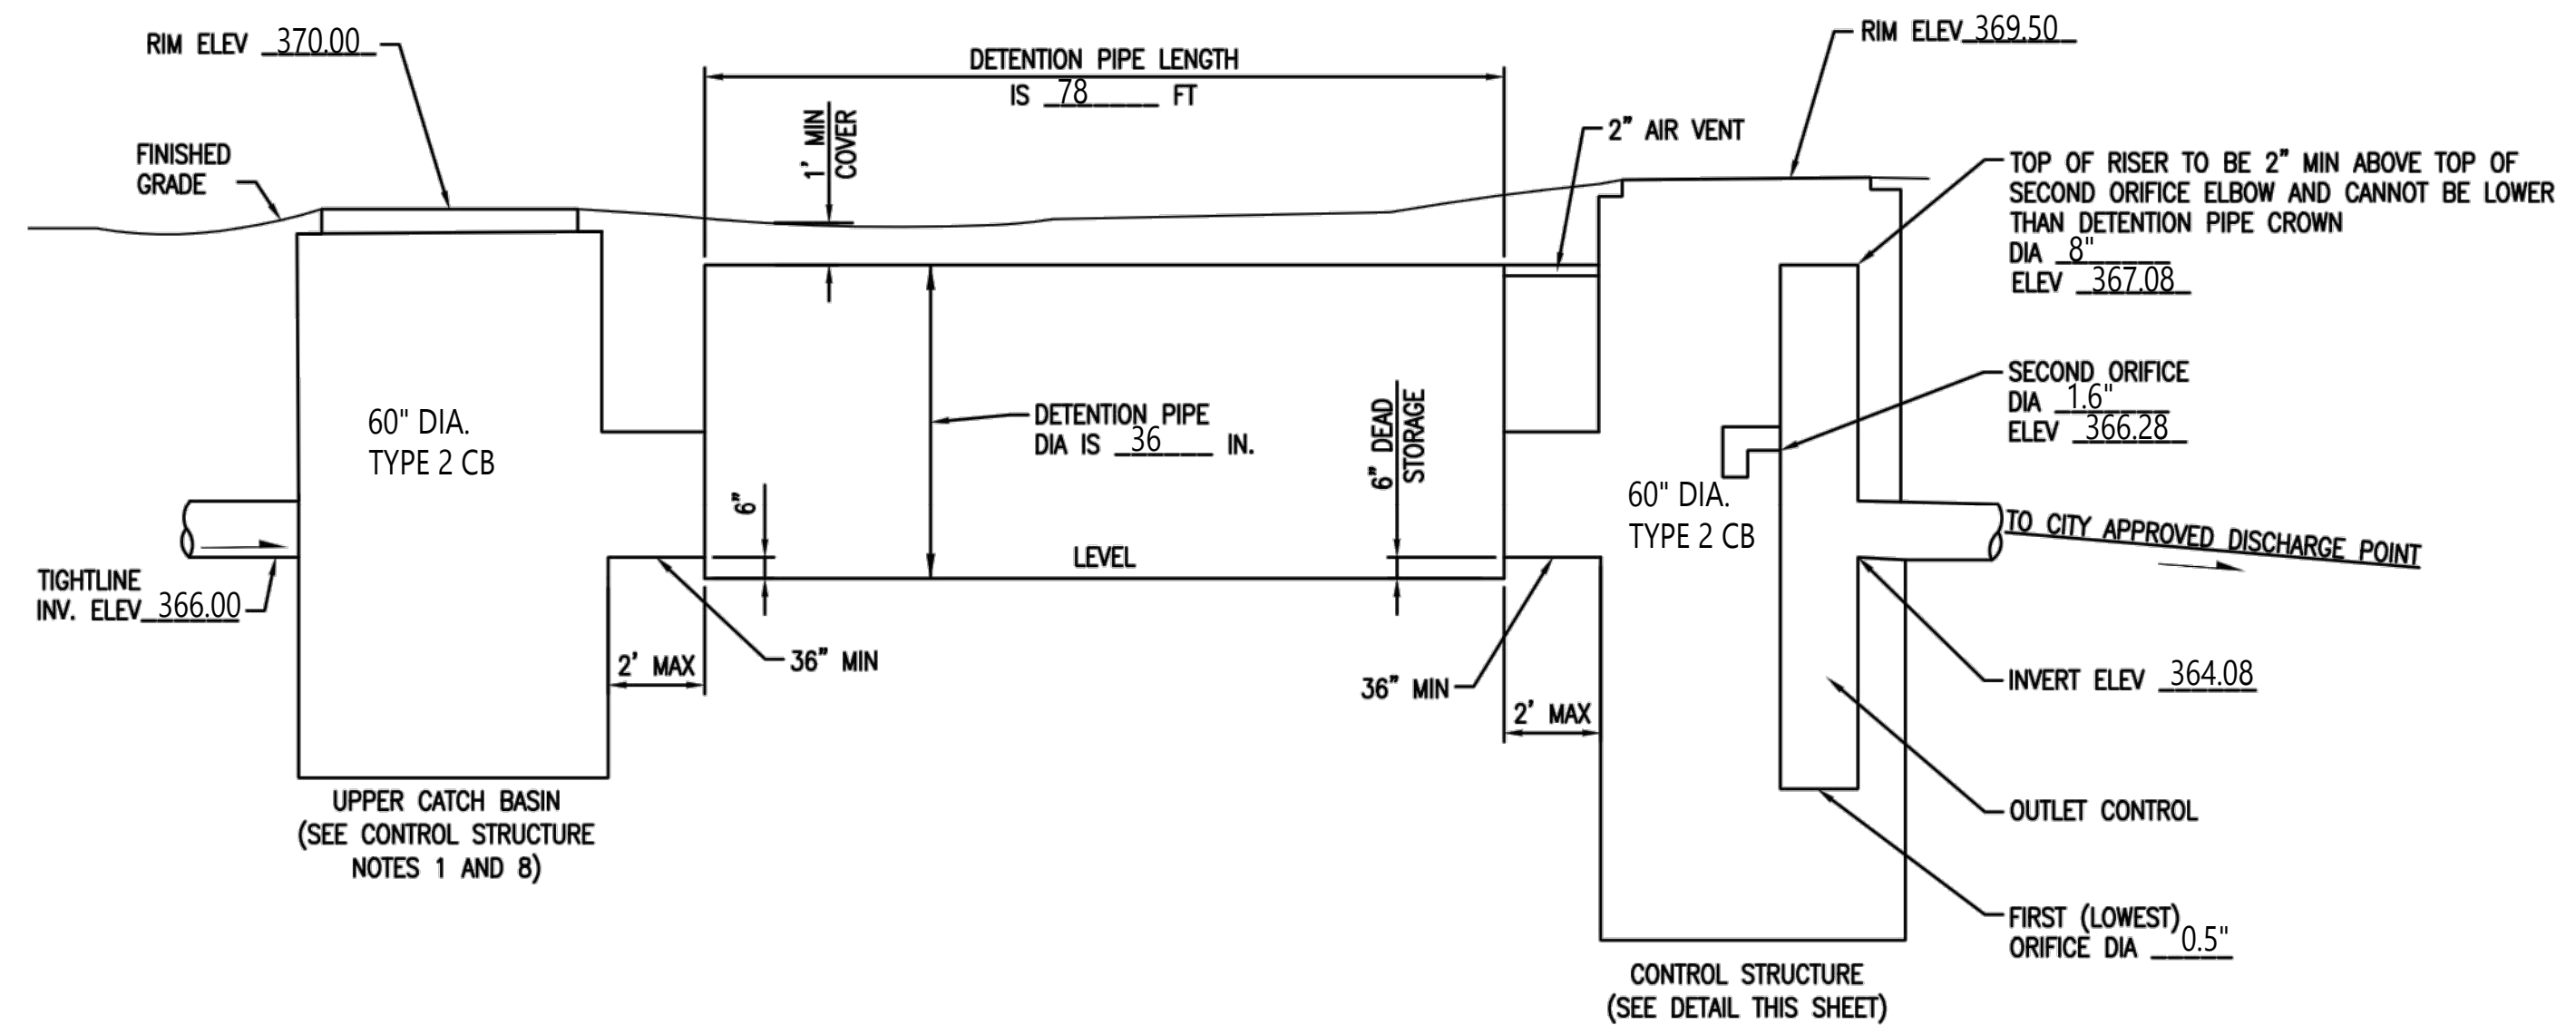 RIM ELEV 370.00
DETENTION PIPE LENGTH
IS 78 FT
RIM ELEV 369.50
FINISHED
GRADE
1' MIN
COVER
2" AIR VENT
TOP OF RISER TO BE 2" MIN ABOVE TOP OF
SECOND ORIFICE ELBOW AND CANNOT BE LOWER
THAN DETENTION PIPE CROWN
DIA 8"
ELEV 367.08
60" DIA.
TYPE 2 CB
DETENTION PIPE
DIA IS 36 IN.
6" DEAD
STORAGE
SECOND ORIFICE
DIA 1.6"
ELEV 366.28
6"
LEVEL
60" DIA.
TYPE 2 CB
TO CITY APPROVED DISCHARGE POINT
TIGHTLINE
INV. ELEV 366.00
2' MAX
36" MIN
36" MIN
2' MAX
INVERT ELEV 364.08
UPPER CATCH BASIN
(SEE CONTROL STRUCTURE
NOTES 1 AND 8)
OUTLET CONTROL
FIRST (LOWEST)
ORIFICE DIA 0.5"
CONTROL STRUCTURE
(SEE DETAIL THIS SHEET)